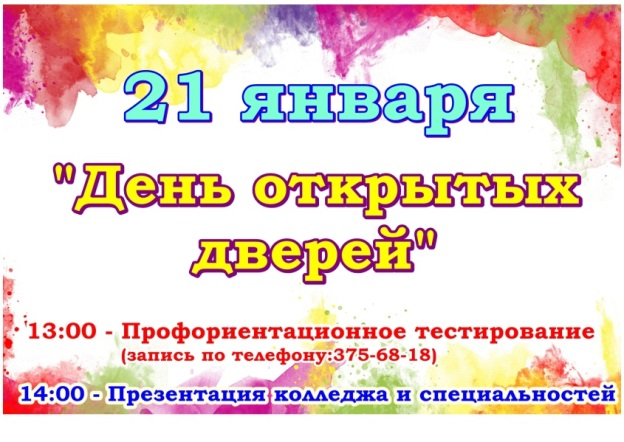 21 января
"День открытых
дверей"
13:00 - Профориентационное тестирование
(запись по телефону:375-68-18)
14:00 - Презентация колледжа и специальностей